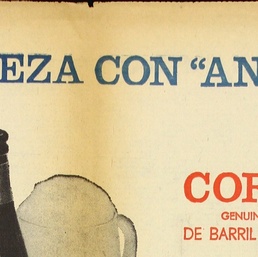 EZA CON "AN
COR
GENUIN
DE BARRIL